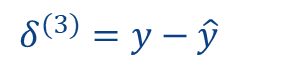 δ⁽³⁾ = y − ŷ